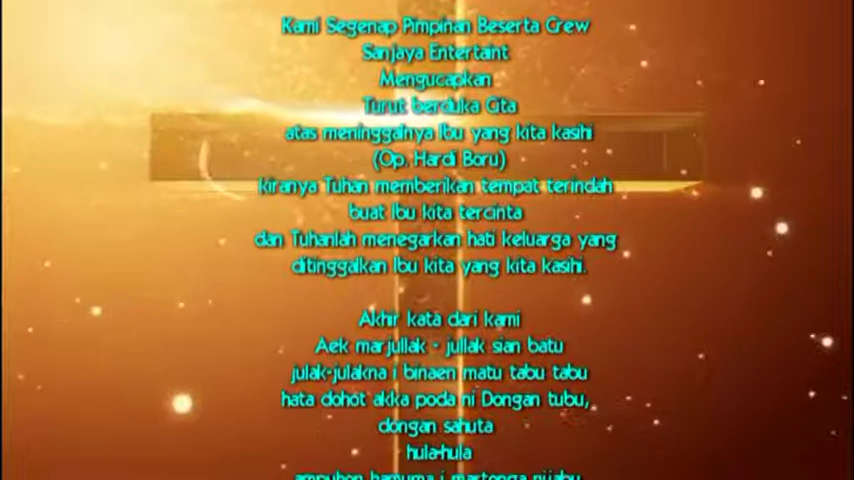 Kami Segenap Pimpinan Beserta Crew
Sanjaya Entertaint
Mengucapkan
Turut berduka Cita
atas meninggalnya Ibu yang kita kasihi
(Op. Hardi Boru)
kiranya Tuhan memberikan tempat terindah
buat Ibu kita tercinta
dan Tuhanlah menegarkan hati keluarga yang
ditinggalkan Ibu kita yang kita kasihi.
Akhir kata dari kami
Aek marjullak - jullak sian batu
julak-julakna i binaen matu tabu tabu
hata dohot akka poda ni Dongan tubu,
dongan sahuta
hula-hula